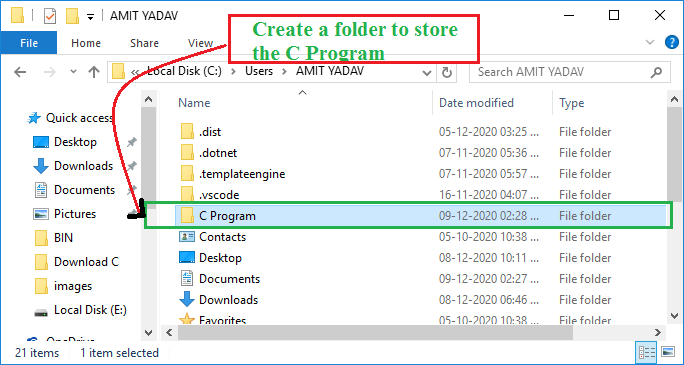 AMIT YADAV
File Home Share View
Create a folder to store
the C Program
Local Disk (C:) Users AMIT YADAV
Search AMIT YADAV
Name Date modified Type
Quick access
Desktop
Downloads
Documents
Pictures
BIN
Download C
images
Local Disk (E:)
OneDrive
.dist 05-12-2020 03:25 ... File folder
.dotnet 07-11-2020 05:36 ... File folder
.templateengine 07-11-2020 05:57 ... File folder
.vscode 16-11-2020 04:07 ... File folder
C Program 09-12-2020 02:28 ... File folder
Contacts 05-10-2020 10:38 ... File folder
Desktop 08-12-2020 10:11 ... File folder
Documents 09-12-2020 02:27 ... File folder
Downloads 08-12-2020 06:46 ... File folder
Favorites 05-10-2020 10:38 ... File folder
21 items 1 item selected